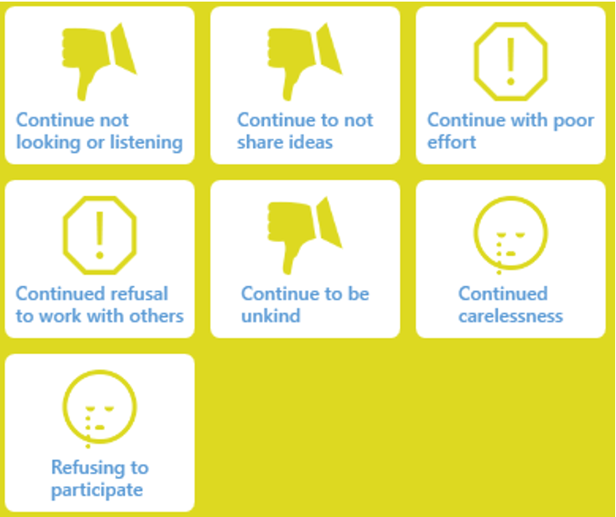 Continue not
looking or listening
Continue to not
share ideas
Continue with poor
effort
Continued refusal
to work with others
Continue to be
unkind
Continued
carelessness
Refusing to
participate